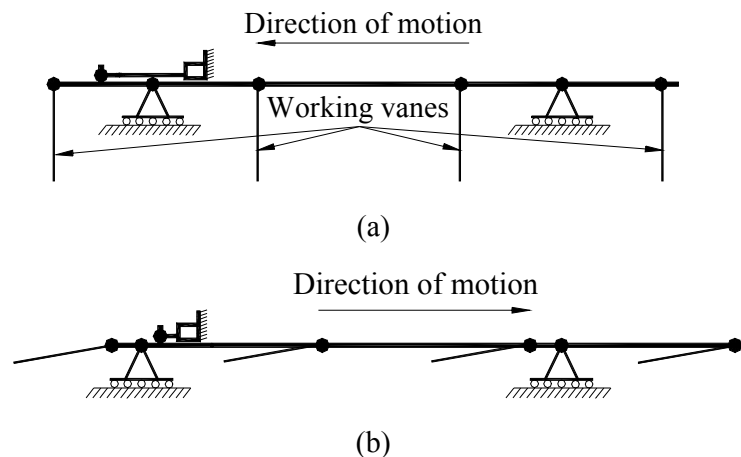 Direction of motion
Working vanes
(a)
Direction of motion
(b)